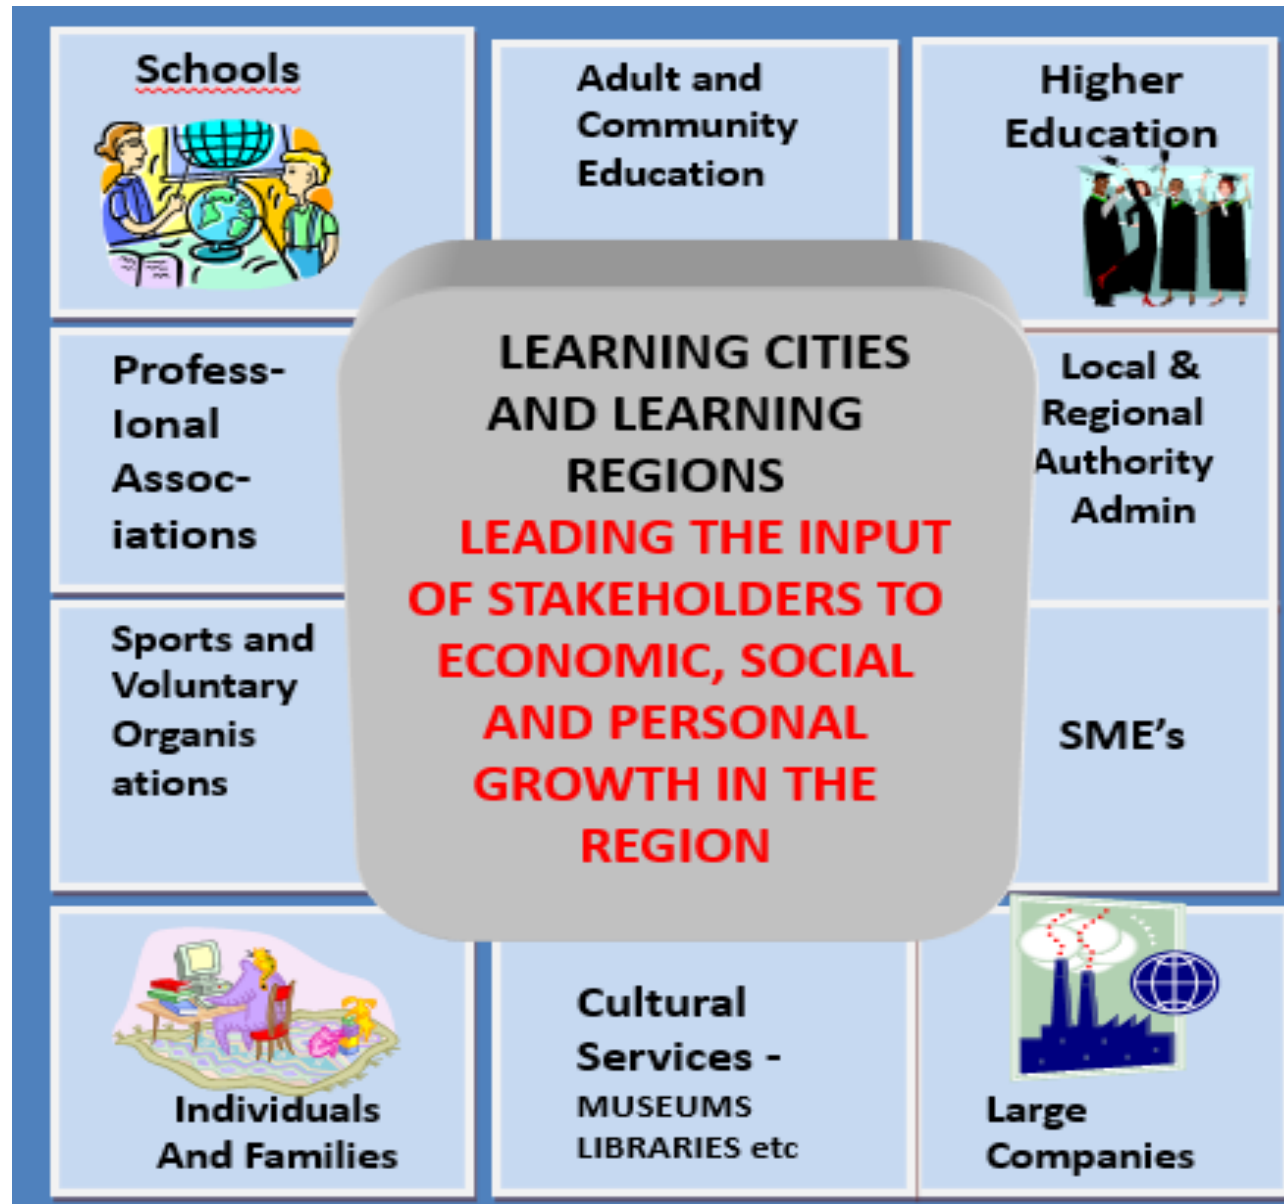 Schools
Adult and
Community
Education
Higher
Education
Profess-
Ional
Assoc-
iations
LEARNING CITIES
AND LEARNING
REGIONS
LEADING THE INPUT
OF STAKEHOLDERS TO
ECONOMIC, SOCIAL
AND PERSONAL
GROWTH IN THE
REGION
Local &
Regional
Authority
Admin
Sports and
Voluntary
Organis
ations
SME’s
Individuals
And Families
Cultural
Services -
MUSEUMS
LIBRARIES etc
Large
Companies